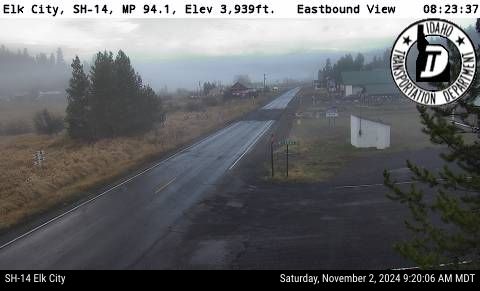 Elk City, SH-14, MP 94.1, Elev 3,939ft. Eastbound View 08:23:37
IDAHO
TRANSPORTATION DEPARTMENT
SH-14 Elk City Saturday, November 2, 2024 9:20:06 AM MDT